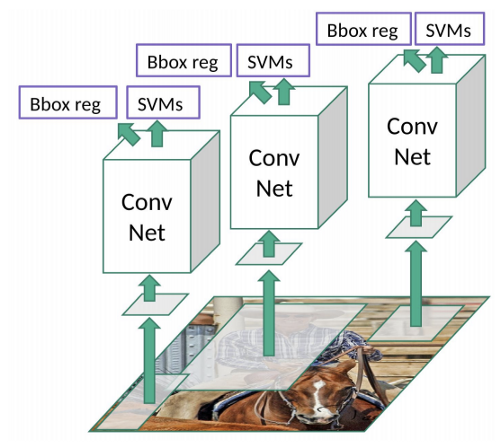 Bbox reg SVMs
Bbox reg SVMs
Bbox reg SVMs
Conv
Net
Conv
Net
Conv
Net